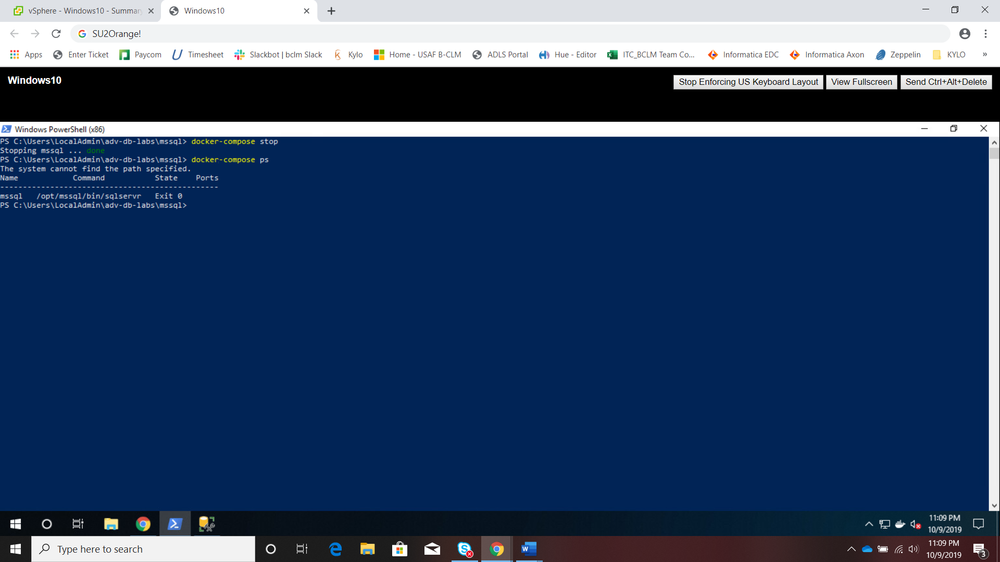 vSphere - Windows10 - Summar
Windows10
SU2Orange!
Apps
Enter Ticket
Paycom
Timesheet
Slackbot | bclm Slack
Kylo
Home - USAF B-CLM
ADLS Portal
Hue - Editor
ITC_BCLM Team Co...
Informatica EDC
Informatica Axon
Zeppelin
KYLO
»
Windows10
Stop Enforcing US Keyboard Layout
View Fullscreen
Send Ctrl+Alt+Delete
Windows PowerShell (x86)
PS C:\Users\LocalAdmin\adv-db-labs\mssql> docker-compose stop
Stopping mssql ... done
PS C:\Users\LocalAdmin\adv-db-labs\mssql> docker-compose ps
The system cannot find the path specified.
Name            Command           State    Ports
------------------------------------------------
mssql   /opt/mssql/bin/sqlservr   Exit 0
PS C:\Users\LocalAdmin\adv-db-labs\mssql>
11:09 PM
10/9/2019
Type here to search
11:09 PM
10/9/2019
3